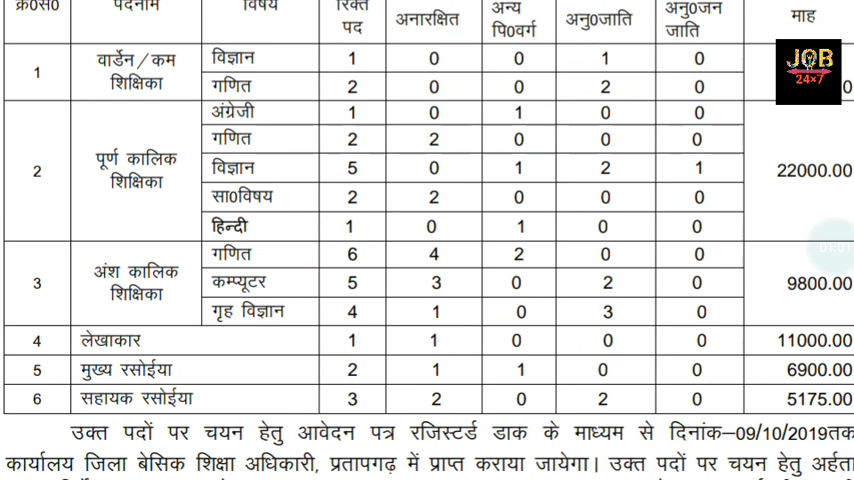 क्र0सं0 पदनाम विषय रिक्त पद अनारक्षित अन्य पि0वर्ग अनु0जाति अनु0जन जाति माह
1 वार्डेन/कम शिक्षिका विज्ञान 1 0 0 1 0
गणित 2 0 0 2 0 0
JOB
24×7
2 पूर्ण कालिक शिक्षिका अंग्रेजी 1 0 1 0 0
गणित 2 2 0 0 0
विज्ञान 5 0 1 2 1 22000.00
सा0विषय 2 2 0 0 0
हिन्दी 1 0 1 0 0
3 अंश कालिक शिक्षिका गणित 6 4 2 0 0
कम्प्यूटर 5 3 0 2 0 9800.00
गृह विज्ञान 4 1 0 3 0
4 लेखाकार 1 1 0 0 0 11000.00
5 मुख्य रसोईया 2 1 1 0 0 6900.00
6 सहायक रसोईया 3 2 0 2 0 5175.00
उक्त पदों पर चयन हेतु आवेदन पत्र रजिस्टर्ड डाक के माध्यम से दिनांक–09/10/2019तक
कार्यालय जिला बेसिक शिक्षा अधिकारी, प्रतापगढ़ में प्राप्त कराया जायेगा। उक्त पदों पर चयन हेतु अर्हता